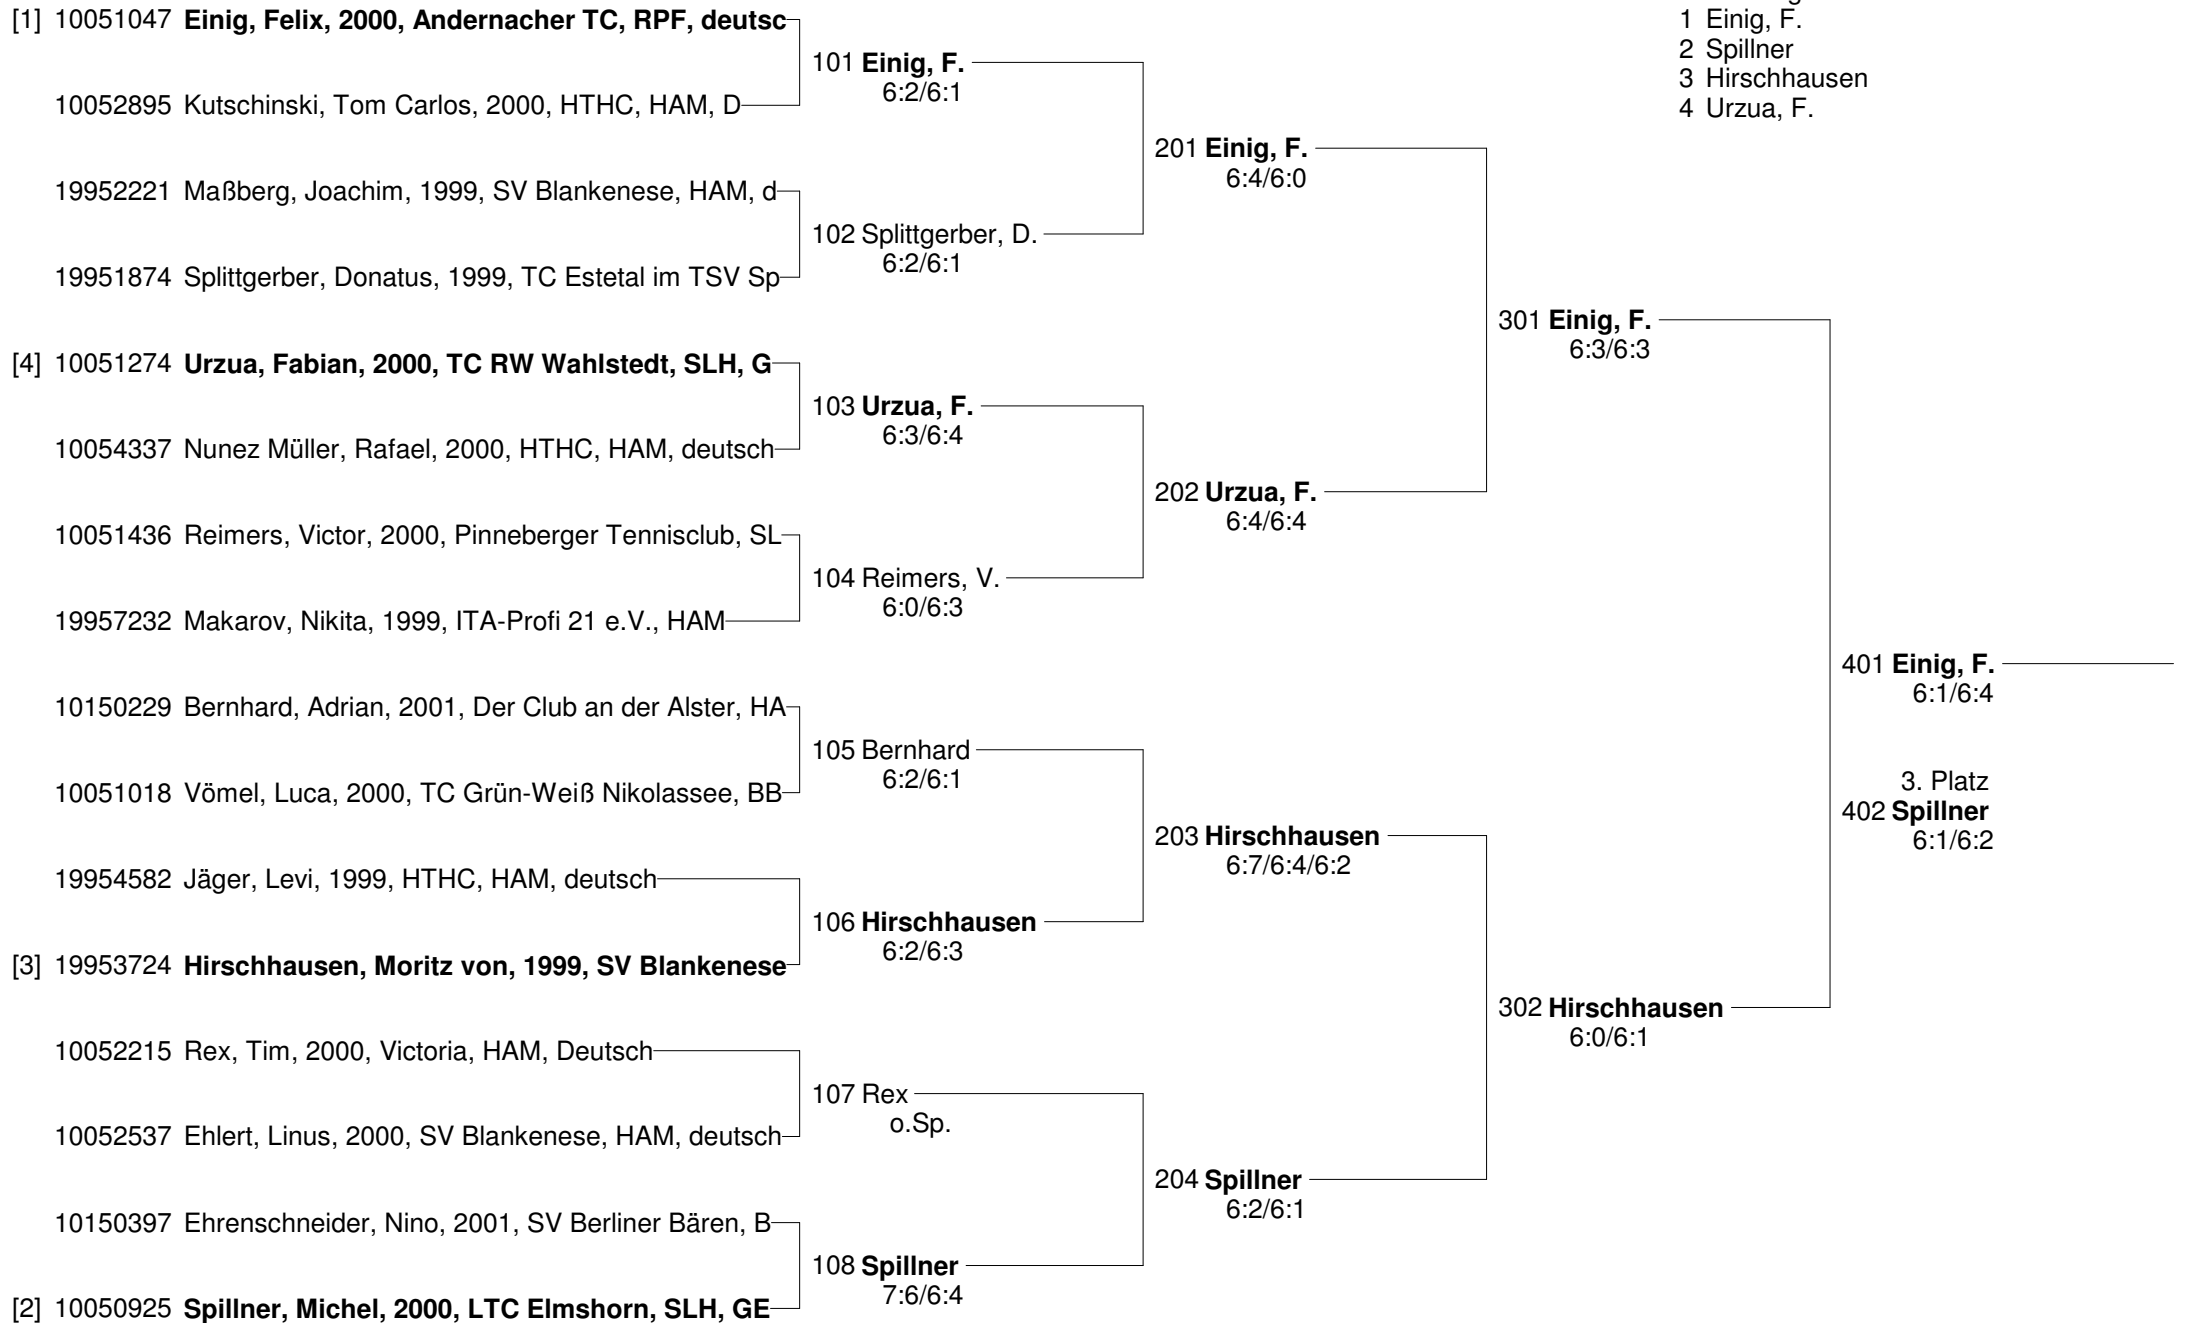 [1] 10051047 Einig, Felix, 2000, Andernacher TC, RPF, deutsc
10052895 Kutschinski, Tom Carlos, 2000, HTHC, HAM, D
19952221 Maßberg, Joachim, 1999, SV Blankenese, HAM, d
19951874 Splittgerber, Donatus, 1999, TC Estetal im TSV Sp
[4] 10051274 Urzua, Fabian, 2000, TC RW Wahlstedt, SLH, G
10054337 Nunez Müller, Rafael, 2000, HTHC, HAM, deutsch
10051436 Reimers, Victor, 2000, Pinneberger Tennisclub, SL
19957232 Makarov, Nikita, 1999, ITA-Profi 21 e.V., HAM
10150229 Bernhard, Adrian, 2001, Der Club an der Alster, HA
10051018 Vömel, Luca, 2000, TC Grün-Weiß Nikolassee, BB
19954582 Jäger, Levi, 1999, HTHC, HAM, deutsch
[3] 19953724 Hirschhausen, Moritz von, 1999, SV Blankenese
10052215 Rex, Tim, 2000, Victoria, HAM, Deutsch
10052537 Ehlert, Linus, 2000, SV Blankenese, HAM, deutsch
10150397 Ehrenschneider, Nino, 2001, SV Berliner Bären, B
[2] 10050925 Spillner, Michel, 2000, LTC Elmshorn, SLH, GE
101 Einig, F.
6:2/6:1
102 Splittgerber, D.
6:2/6:1
103 Urzua, F.
6:3/6:4
104 Reimers, V.
6:0/6:3
105 Bernhard
6:2/6:1
106 Hirschhausen
6:2/6:3
107 Rex
o.Sp.
108 Spillner
7:6/6:4
201 Einig, F.
6:4/6:0
202 Urzua, F.
6:4/6:4
203 Hirschhausen
6:7/6:4/6:2
204 Spillner
6:2/6:1
301 Einig, F.
6:3/6:3
302 Hirschhausen
6:0/6:1
401 Einig, F.
6:1/6:4
3. Platz
402 Spillner
6:1/6:2
1 Einig, F.
2 Spillner
3 Hirschhausen
4 Urzua, F.